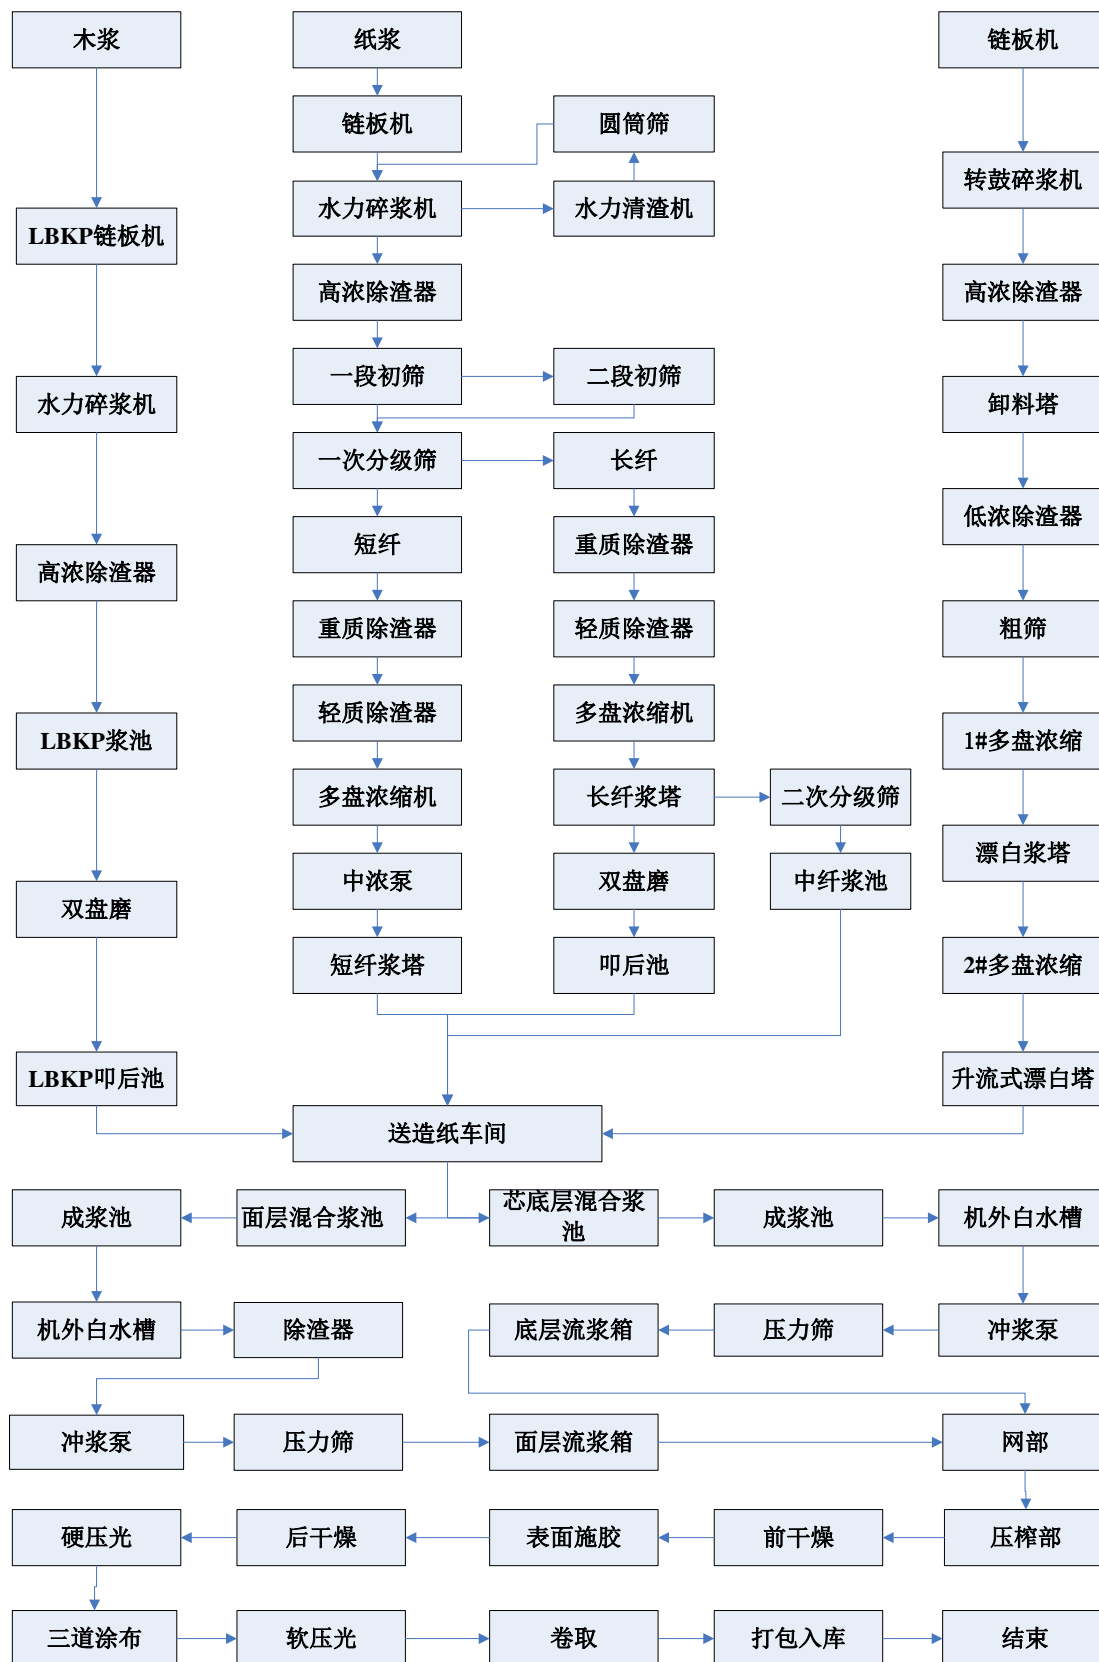 木浆
纸浆
链板机
链板机
圆筒筛
转鼓碎浆机
水力碎浆机
水力清渣机
LBKP链板机
高浓除渣器
高浓除渣器
一段初筛
二段初筛
水力碎浆机
卸料塔
一次分级筛
长纤
低浓除渣器
短纤
重质除渣器
高浓除渣器
重质除渣器
轻质除渣器
粗筛
轻质除渣器
多盘浓缩机
LBKP浆池
1#多盘浓缩
多盘浓缩机
长纤浆塔
二次分级筛
漂白浆塔
中浓泵
双盘磨
中纤浆池
双盘磨
短纤浆塔
叩后池
2#多盘浓缩
LBKP叩后池
升流式漂白塔
送造纸车间
成浆池
面层混合浆池
芯底层混合浆
池
成浆池
机外白水槽
机外白水槽
除渣器
底层流浆箱
压力筛
冲浆泵
冲浆泵
压力筛
面层流浆箱
网部
硬压光
后干燥
表面施胶
前干燥
压榨部
三道涂布
软压光
卷取
打包入库
结束